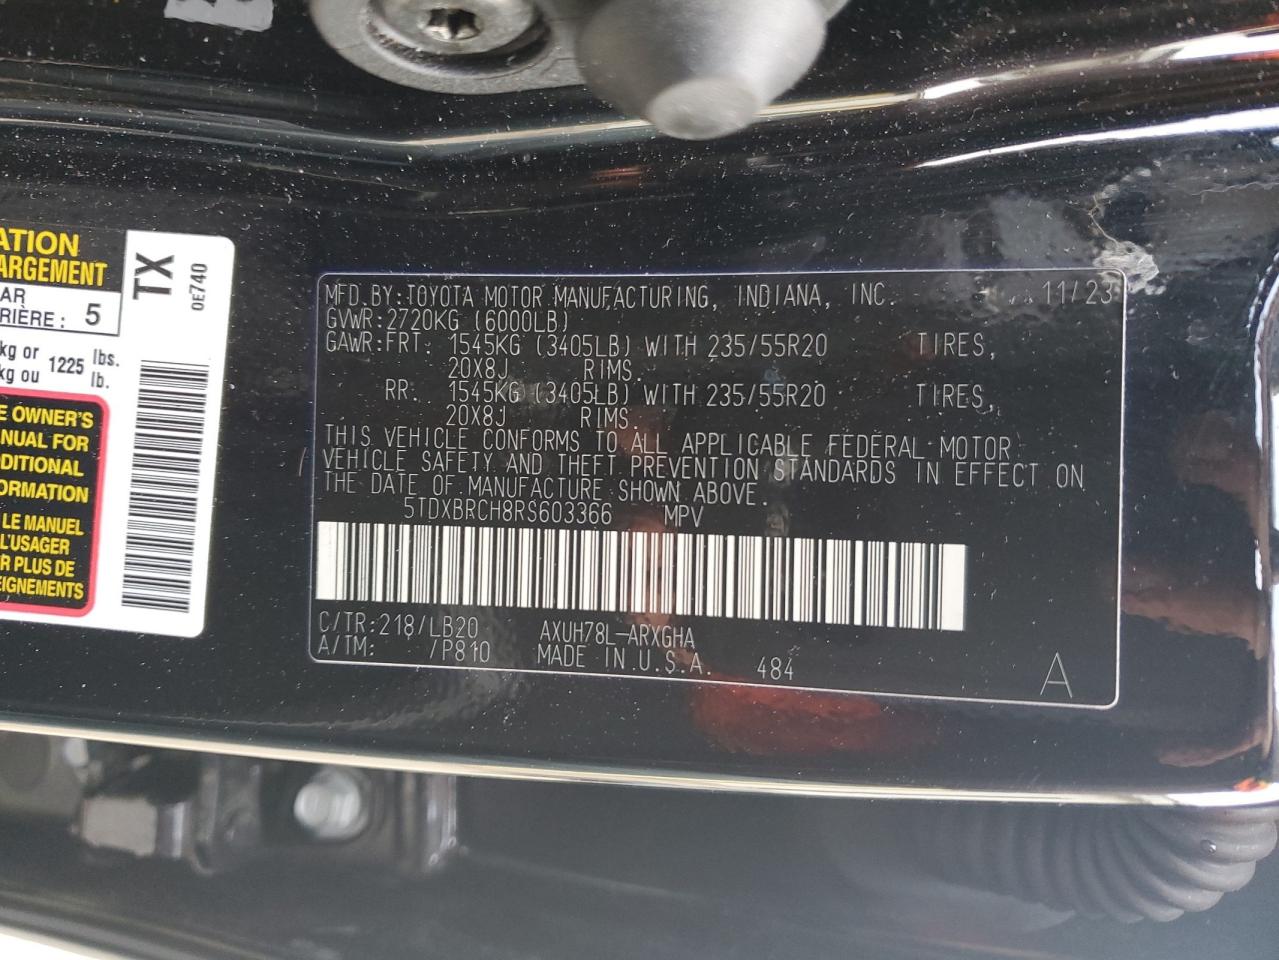 ATION
ARGEMENT
AR
RIÈRE : 5
kg or 1225 lbs.
kg ou lb.
E OWNER'S
NUAL FOR
DDITIONAL
ORMATION
LE MANUEL
L'USAGER
R PLUS DE
EIGNEMENTS
TX
0E740
MFD.BY:TOYOTA MOTOR MANUFACTURING, INDIANA, INC. 11/23
GVWR:2720KG (6000LB)
GAWR:FRT. 1545KG (3405LB) WITH 235/55R20 TIRES,
20X8J RIMS.
RR. 1545KG (3405LB) WITH 235/55R20 TIRES,
20X8J RIMS.
THIS VEHICLE CONFORMS TO ALL APPLICABLE FEDERAL MOTOR
VEHICLE SAFETY AND THEFT PREVENTION STANDARDS IN EFFECT ON
THE DATE OF MANUFACTURE SHOWN ABOVE.
5TDXBRCH8RS603366 MPV
C/TR:218/LB20 AXUH78L-ARXGHA
A/TM: /P810 MADE IN U.S.A. 484
A